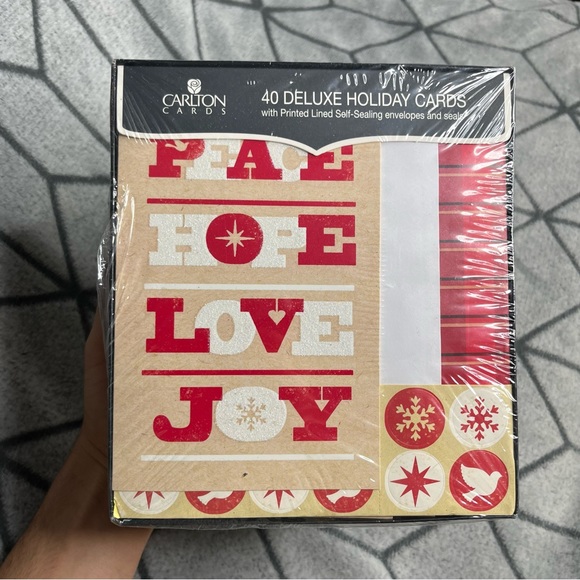 CARLTON
CARDS
40 DELUXE HOLIDAY CARDS
with Printed Lined Self-Sealing envelopes and seals
PEACE
HOPE
LOVE
JOY